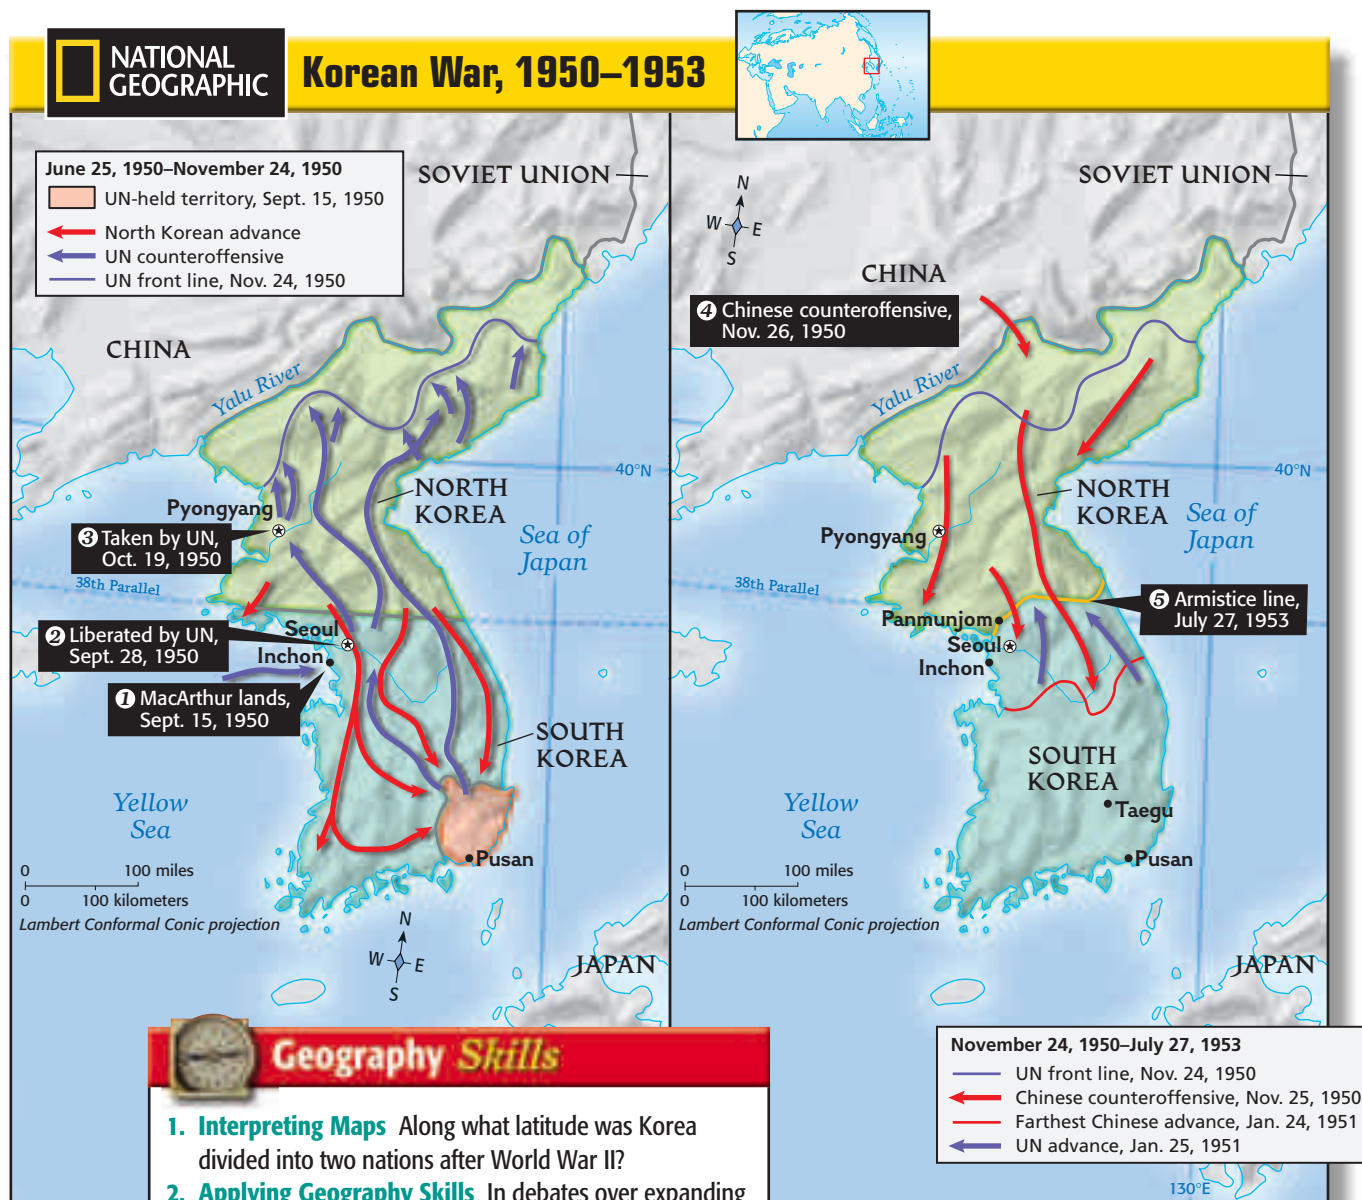 NATIONAL
GEOGRAPHIC
Korean War, 1950–1953
June 25, 1950–November 24, 1950
UN-held territory, Sept. 15, 1950
North Korean advance
UN counteroffensive
UN front line, Nov. 24, 1950
SOVIET UNION
CHINA
Yalu River
40°N
NORTH
KOREA
Pyongyang
3 Taken by UN,
Oct. 19, 1950
Sea of
Japan
38th Parallel
2 Liberated by UN,
Sept. 28, 1950
Seoul
Inchon
1 MacArthur lands,
Sept. 15, 1950
SOUTH
KOREA
Yellow
Sea
Pusan
0 100 miles
0 100 kilometers
Lambert Conformal Conic projection
N
W E
S
JAPAN
N
W E
S
SOVIET UNION
CHINA
4 Chinese counteroffensive,
Nov. 26, 1950
Yalu River
40°N
NORTH
KOREA
Sea of
Japan
Pyongyang
38th Parallel
5 Armistice line,
July 27, 1953
Panmunjom
Seoul
Inchon
SOUTH
KOREA
Taegu
Yellow
Sea
Pusan
0 100 miles
0 100 kilometers
Lambert Conformal Conic projection
JAPAN
November 24, 1950–July 27, 1953
UN front line, Nov. 24, 1950
Chinese counteroffensive, Nov. 25, 1950
Farthest Chinese advance, Jan. 24, 1951
UN advance, Jan. 25, 1951
130°E
Geography Skills
1. Interpreting Maps Along what latitude was Korea
divided into two nations after World War II?
2. Applying Geography Skills In debates over expanding